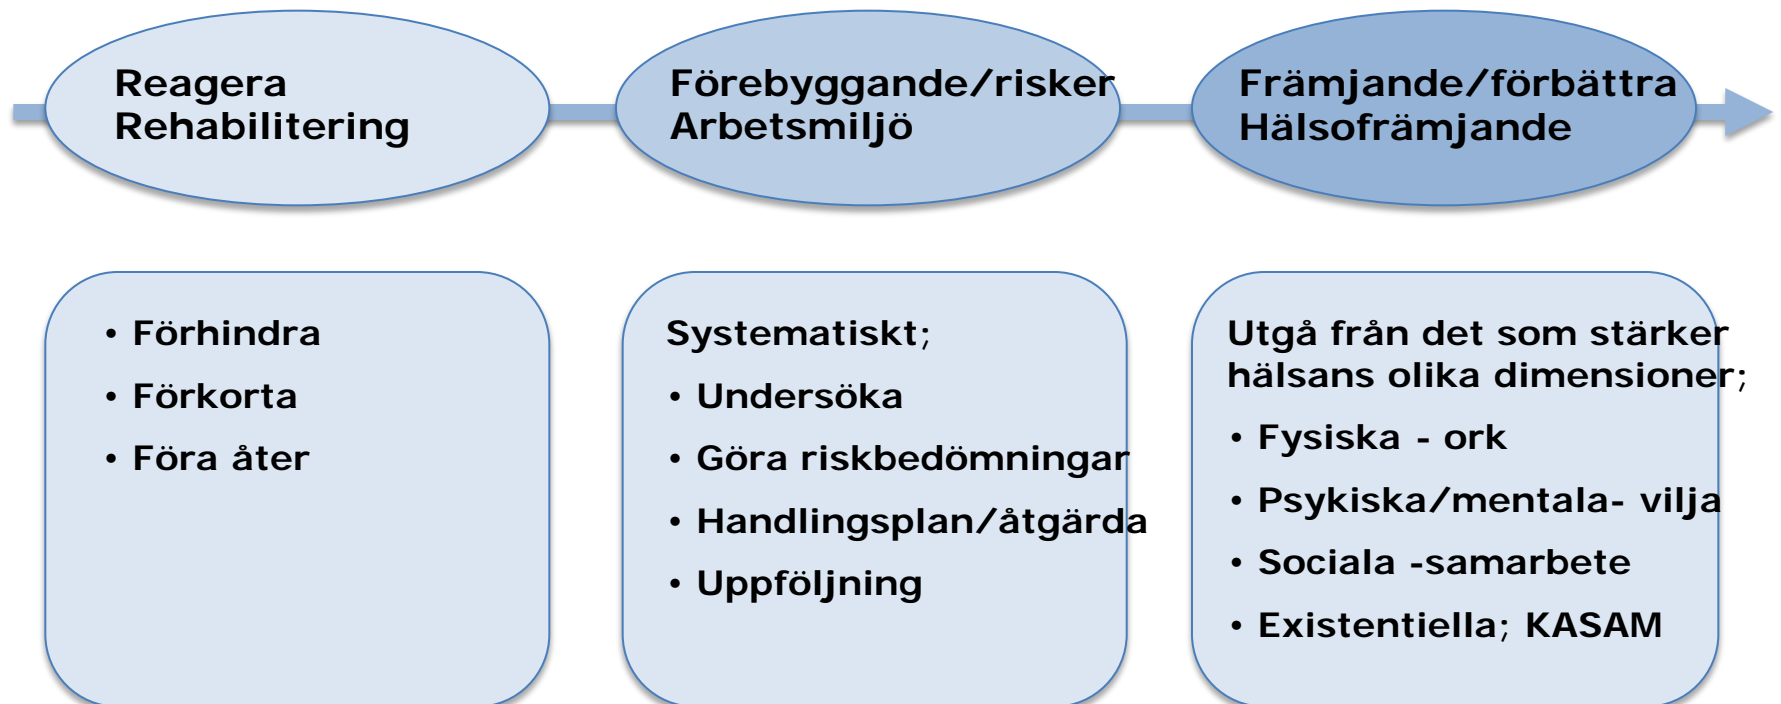 Reagera
Rehabilitering
Förebyggande/risker
Arbetsmiljö
Främjande/förbättra
Hälsofrämjande
• Förhindra
• Förkorta
• Föra åter
Systematiskt;
• Undersöka
• Göra riskbedömningar
• Handlingsplan/åtgärda
• Uppföljning
Utgå från det som stärker
hälsans olika dimensioner;
• Fysiska - ork
• Psykiska/mentala- vilja
• Sociala -samarbete
• Existentiella; KASAM